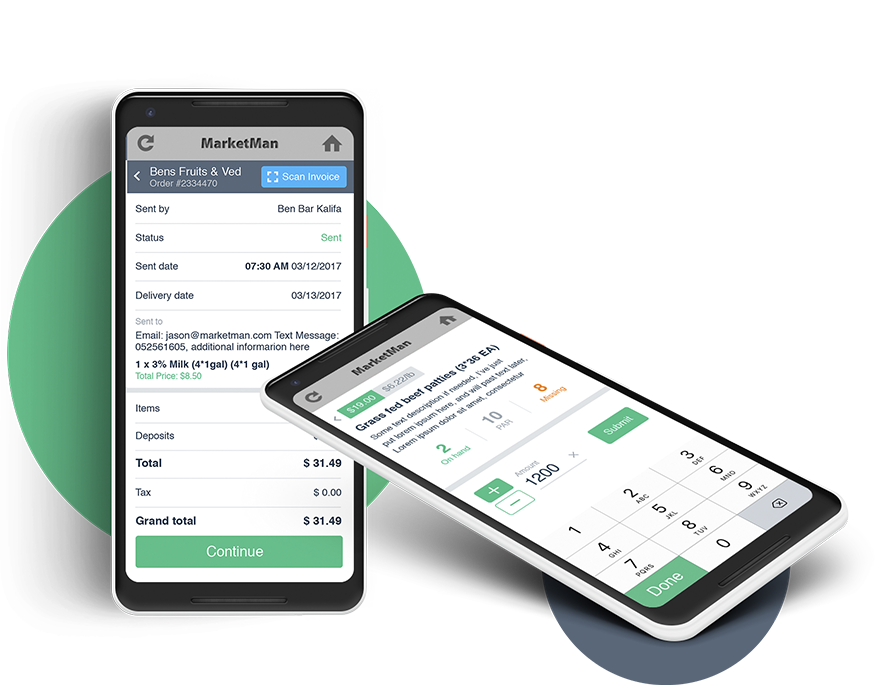 MarketMan
Bens Fruits & Ved
Order #2334470
Scan Invoice
Sent by Ben Bar Kalifa
Status Sent
Sent date 07:30 AM 03/12/2017
Delivery date 03/13/2017
Sent to
Email: jason@marketman.com Text Message:
052561605, additional informarion here
1 x 3% Milk (4*1gal) (4*1 gal)
Total Price: $8,50
Items
Deposits
Total $ 31.49
Tax $ 0.00
Grand total $ 31.49
Continue
MarketMan
$19.00 $6.22/lb
Grass fed beef patties (3*36 EA)
Some text description if needed, I've just
put lorem ipsum here, and will past text later,
Lorem ipsum dolor sit amet, consectetur
2 10 8
On hand PAR Missing
Amount
1200
Submit
1 2 ABC 3 DEF
4 GHI 5 JKL 6 MNO
7 PQRS 8 TUV 9 WXYZ
Done 0